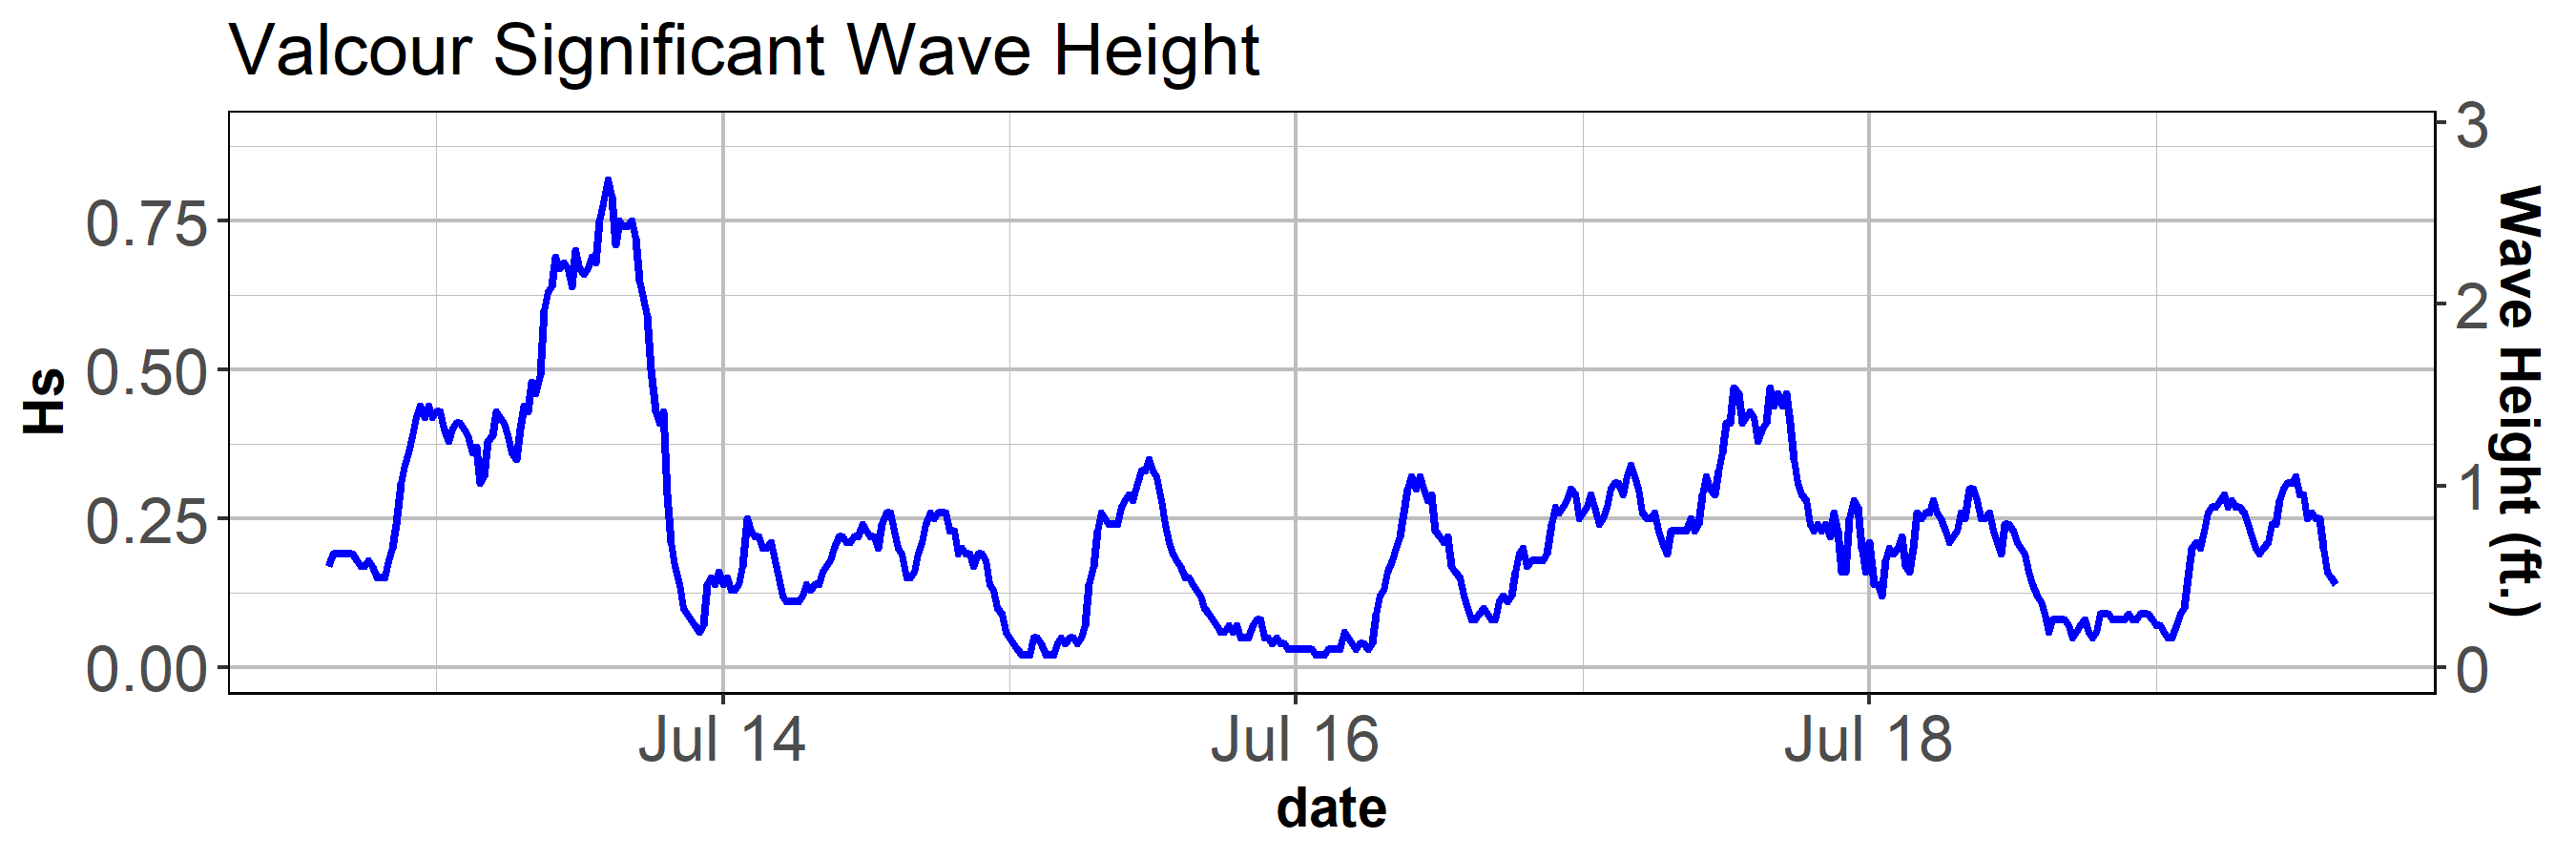 Valcour Significant Wave Height
Hs
0.75
0.50
0.25
0.00
3
2
1
0
Wave Height (ft.)
Jul 14
Jul 16
Jul 18
date